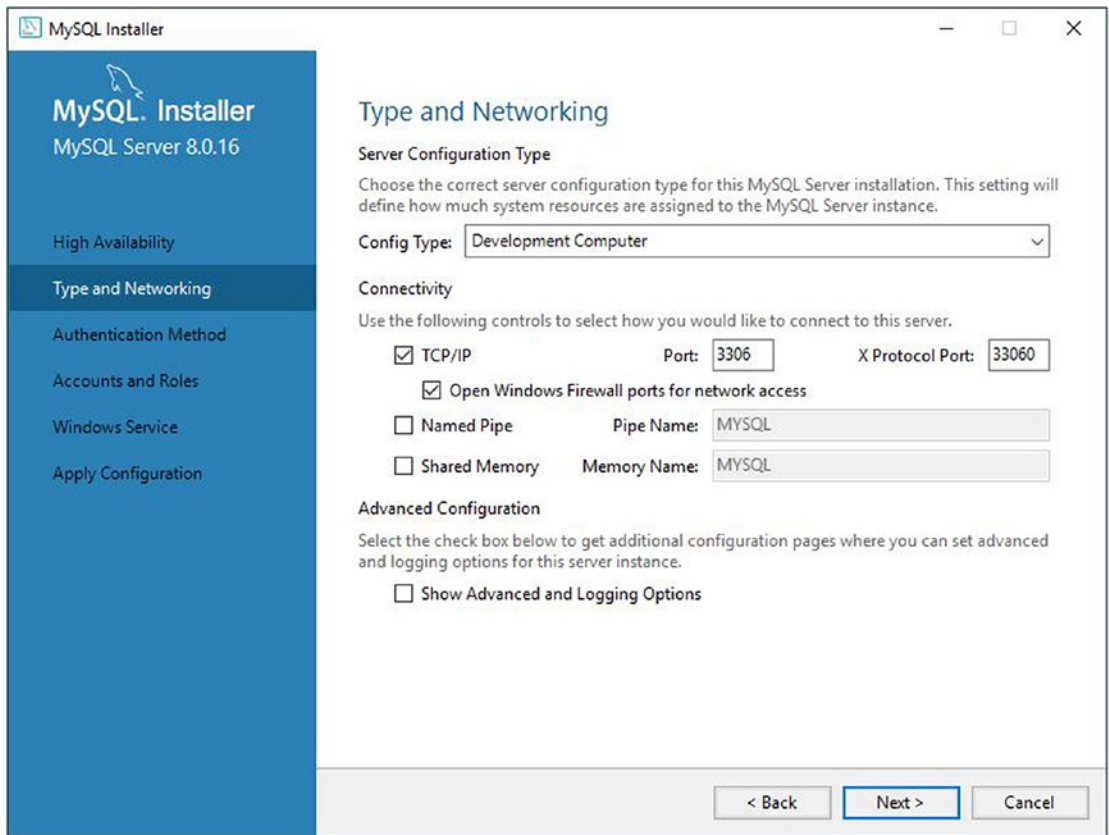 MySQL Installer
MySQL. Installer
MySQL Server 8.0.16
High Availability
Type and Networking
Authentication Method
Accounts and Roles
Windows Service
Apply Configuration
Type and Networking
Server Configuration Type
Choose the correct server configuration type for this MySQL Server installation. This setting will
define how much system resources are assigned to the MySQL Server instance.
Config Type: Development Computer
Connectivity
Use the following controls to select how you would like to connect to this server.
TCP/IP Port: 3306 X Protocol Port: 33060
Open Windows Firewall ports for network access
Named Pipe Pipe Name: MYSQL
Shared Memory Memory Name: MYSQL
Advanced Configuration
Select the check box below to get additional configuration pages where you can set advanced
and logging options for this server instance.
Show Advanced and Logging Options
< Back Next > Cancel